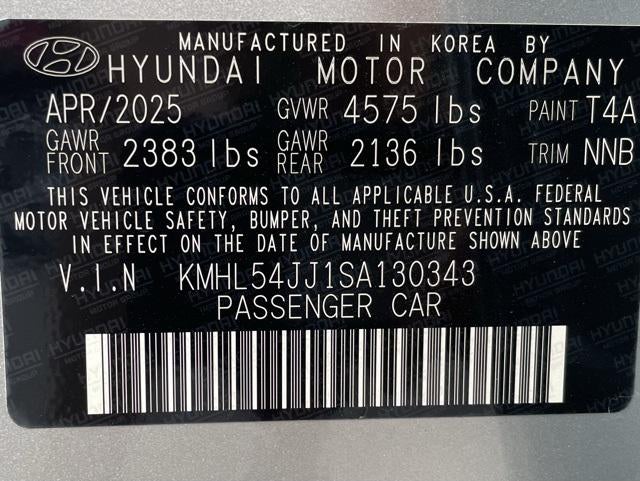 MANUFACTURED IN KOREA BY
HYUNDAI MOTOR COMPANY
APR/2025 GVWR 4575 lbs PAINT T4A
GAWR FRONT 2383 lbs GAWR REAR 2136 lbs TRIM NNB
THIS VEHICLE CONFORMS TO ALL APPLICABLE U.S.A. FEDERAL
MOTOR VEHICLE SAFETY, BUMPER, AND THEFT PREVENTION STANDARDS
IN EFFECT ON THE DATE OF MANUFACTURE SHOWN ABOVE
V.I.N KMHL54JJ1SA130343
PASSENGER CAR